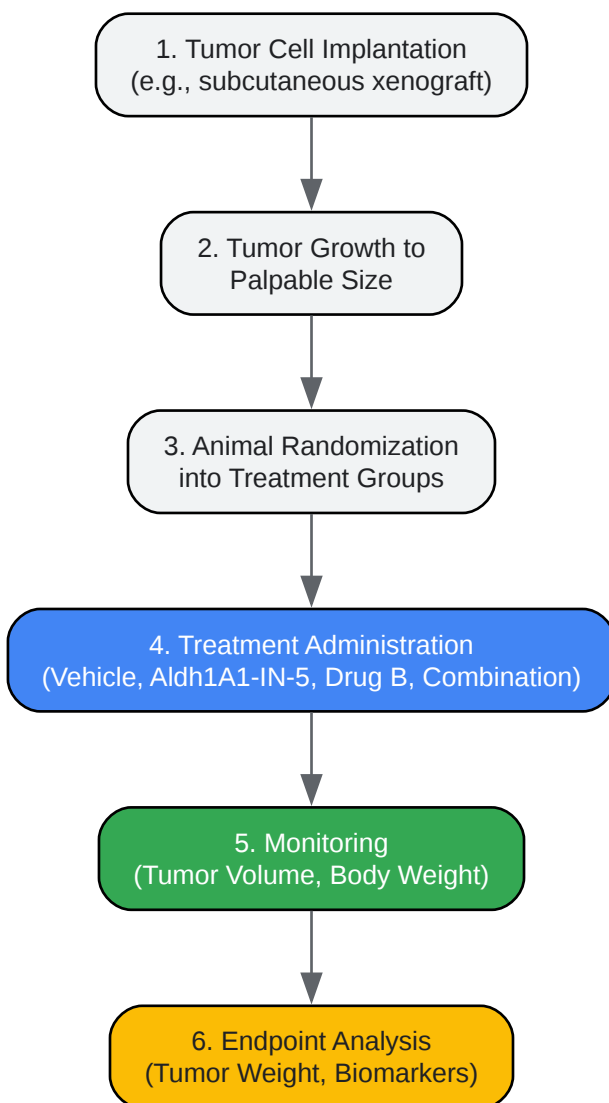 1. Tumor Cell Implantation
(e.g., subcutaneous xenograft)
2. Tumor Growth to
Palpable Size
3. Animal Randomization
into Treatment Groups
4. Treatment Administration
(Vehicle, Aldh1A1-IN-5, Drug B, Combination)
5. Monitoring
(Tumor Volume, Body Weight)
6. Endpoint Analysis
(Tumor Weight, Biomarkers)